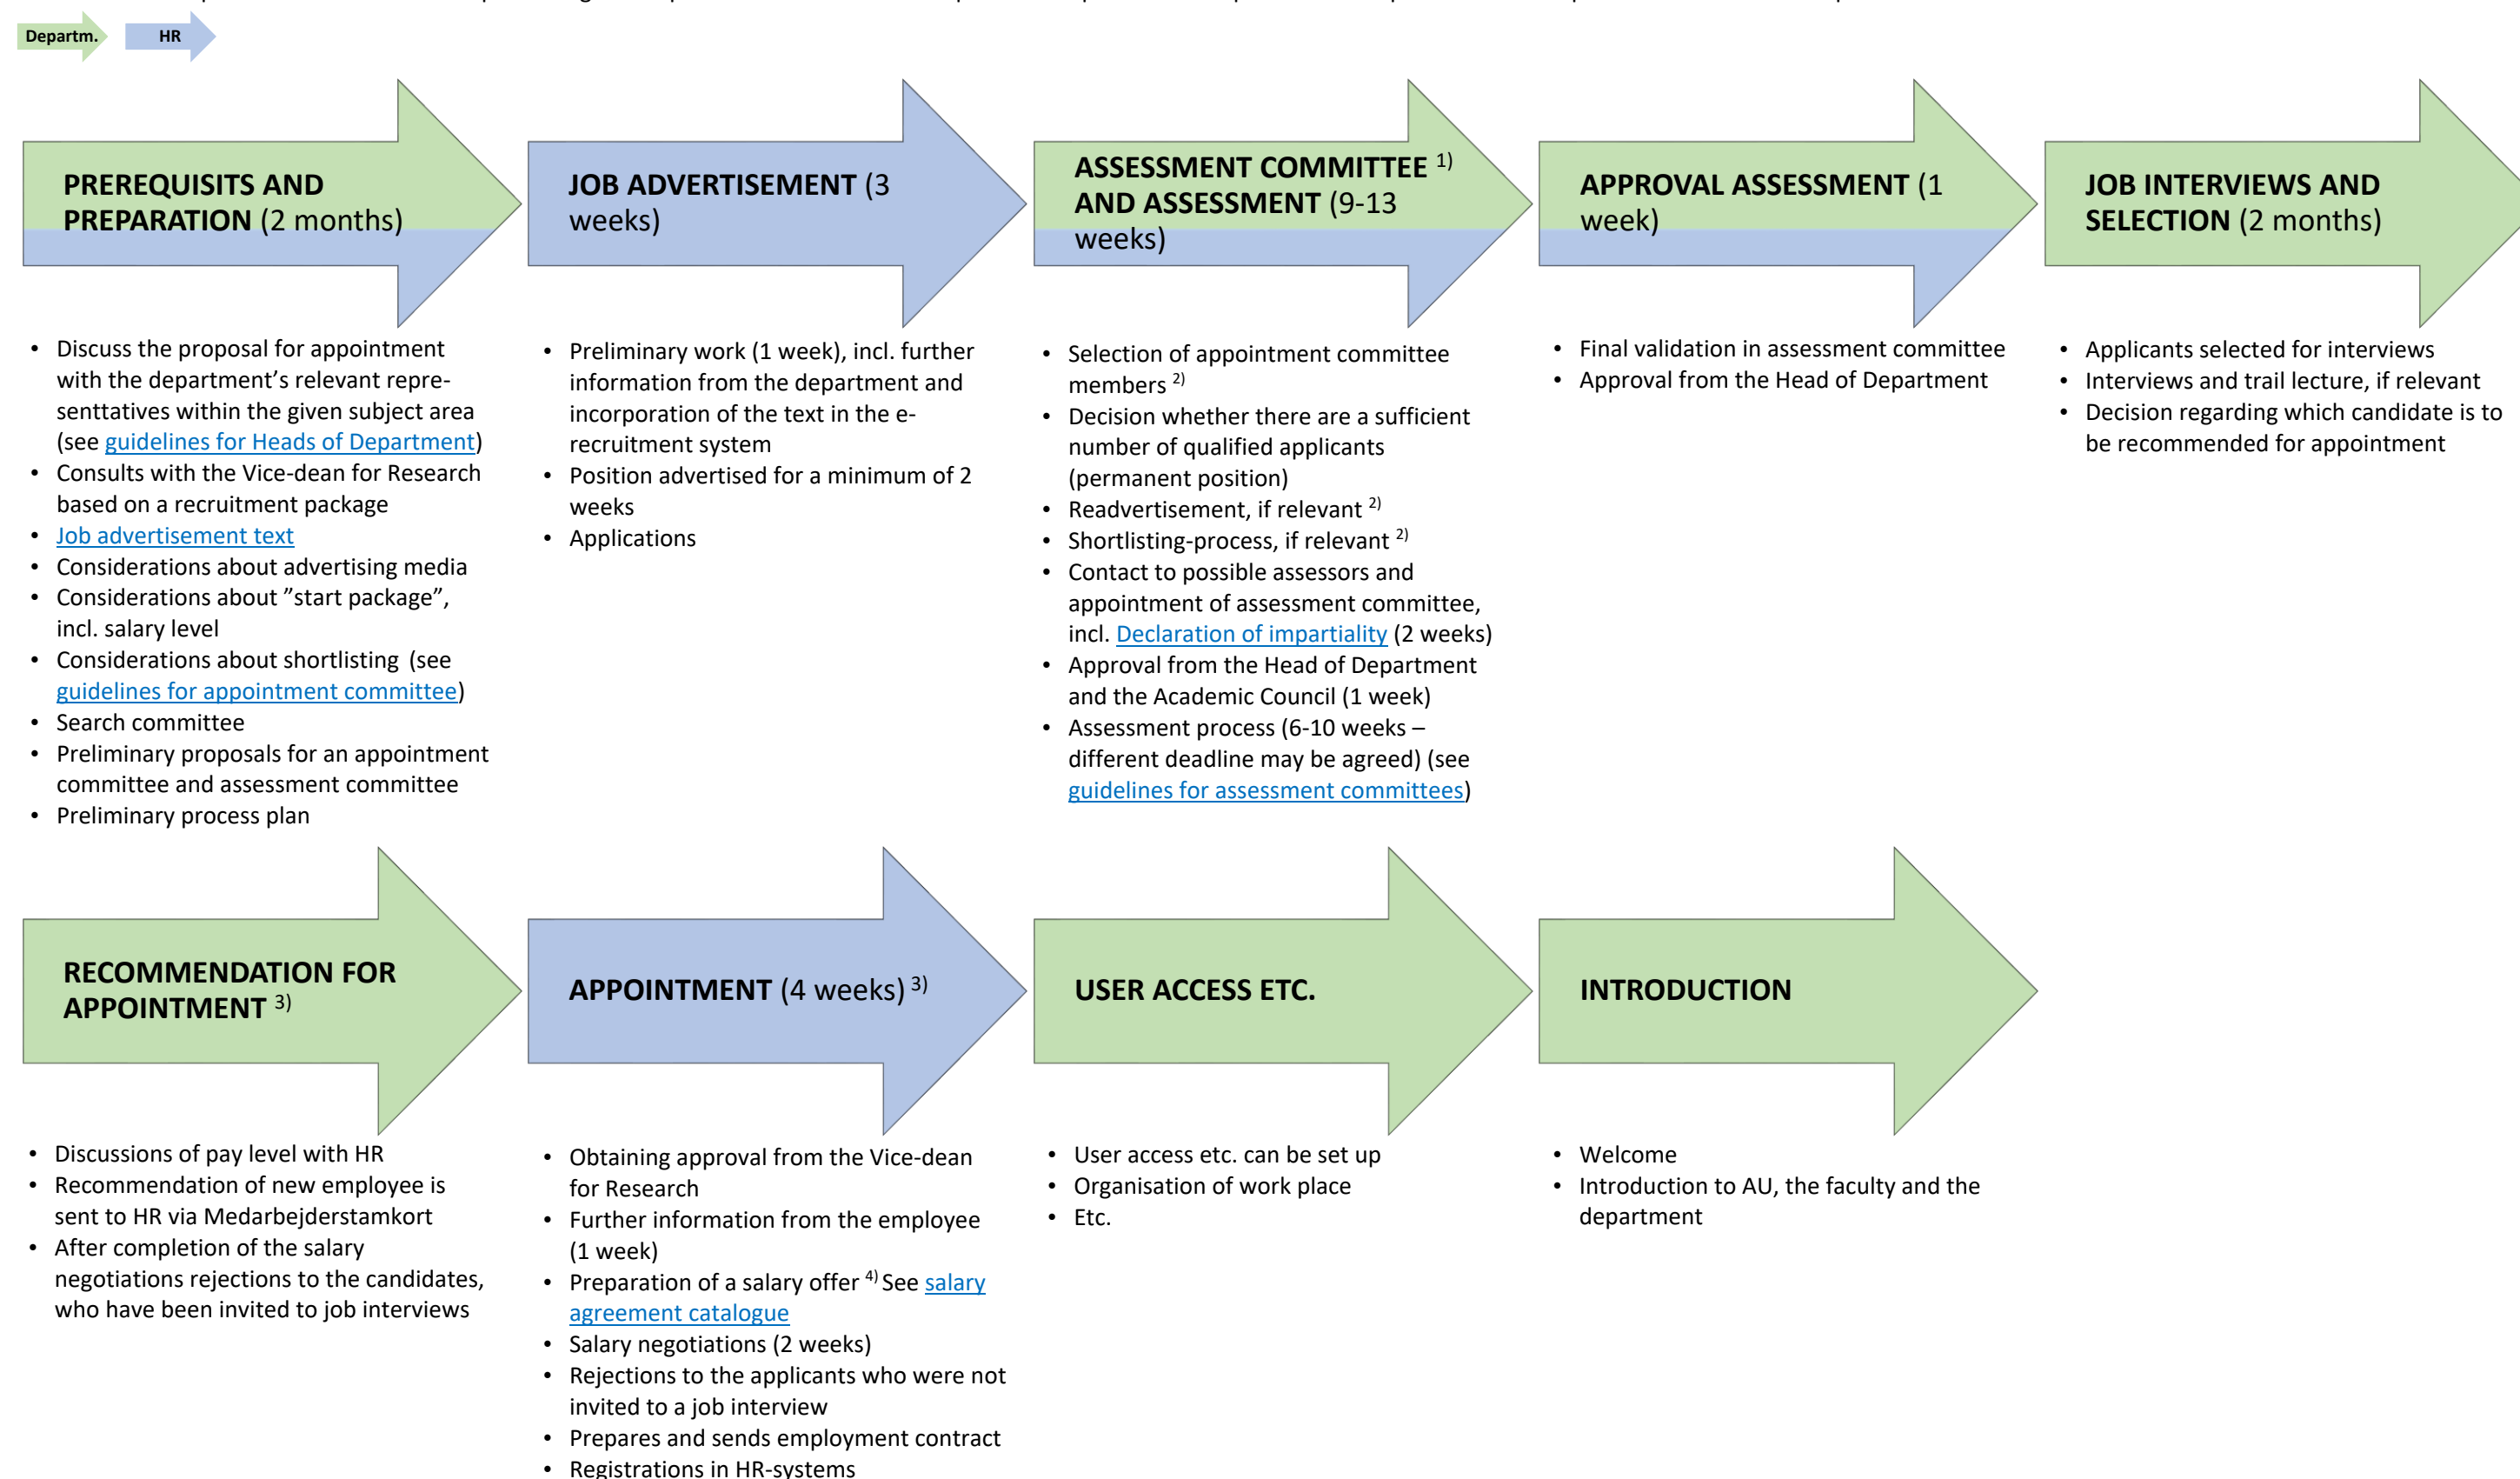 Departm.
HR
PREREQUISITS AND
PREPARATION (2 months)
JOB ADVERTISEMENT (3
weeks)
ASSESSMENT COMMITTEE 1)
AND ASSESSMENT (9-13
weeks)
APPROVAL ASSESSMENT (1
week)
JOB INTERVIEWS AND
SELECTION (2 months)
• Discuss the proposal for appointment
with the department's relevant repre-
senttatives within the given subject area
(see guidelines for Heads of Department)
• Consults with the Vice-dean for Research
based on a recruitment package
• Job advertisement text
• Considerations about advertising media
• Considerations about ”start package”,
incl. salary level
• Considerations about shortlisting (see
guidelines for appointment committee)
• Search committee
• Preliminary proposals for an appointment
committee and assessment committee
• Preliminary process plan
• Preliminary work (1 week), incl. further
information from the department and
incorporation of the text in the e-
recruitment system
• Position advertised for a minimum of 2
weeks
• Applications
• Selection of appointment committee
members 2)
• Decision whether there are a sufficient
number of qualified applicants
(permanent position)
• Readvertisement, if relevant 2)
• Shortlisting-process, if relevant 2)
• Contact to possible assessors and
appointment of assessment committee,
incl. Declaration of impartiality (2 weeks)
• Approval from the Head of Department
and the Academic Council (1 week)
• Assessment process (6-10 weeks –
different deadline may be agreed) (see
guidelines for assessment committees)
• Final validation in assessment committee
• Approval from the Head of Department
• Applicants selected for interviews
• Interviews and trail lecture, if relevant
• Decision regarding which candidate is to
be recommended for appointment
RECOMMENDATION FOR
APPOINTMENT 3)
APPOINTMENT (4 weeks) 3)
USER ACCESS ETC.
INTRODUCTION
• Discussions of pay level with HR
• Recommendation of new employee is
sent to HR via Medarbejderstamkort
• After completion of the salary
negotiations rejections to the candidates,
who have been invited to job interviews
• Obtaining approval from the Vice-dean
for Research
• Further information from the employee
(1 week)
• Preparation of a salary offer 4) See salary
agreement catalogue
• Salary negotiations (2 weeks)
• Rejections to the applicants who were not
invited to a job interview
• Prepares and sends employment contract
• Registrations in HR-systems
• User access etc. can be set up
• Organisation of work place
• Etc.
• Welcome
• Introduction to AU, the faculty and the
department